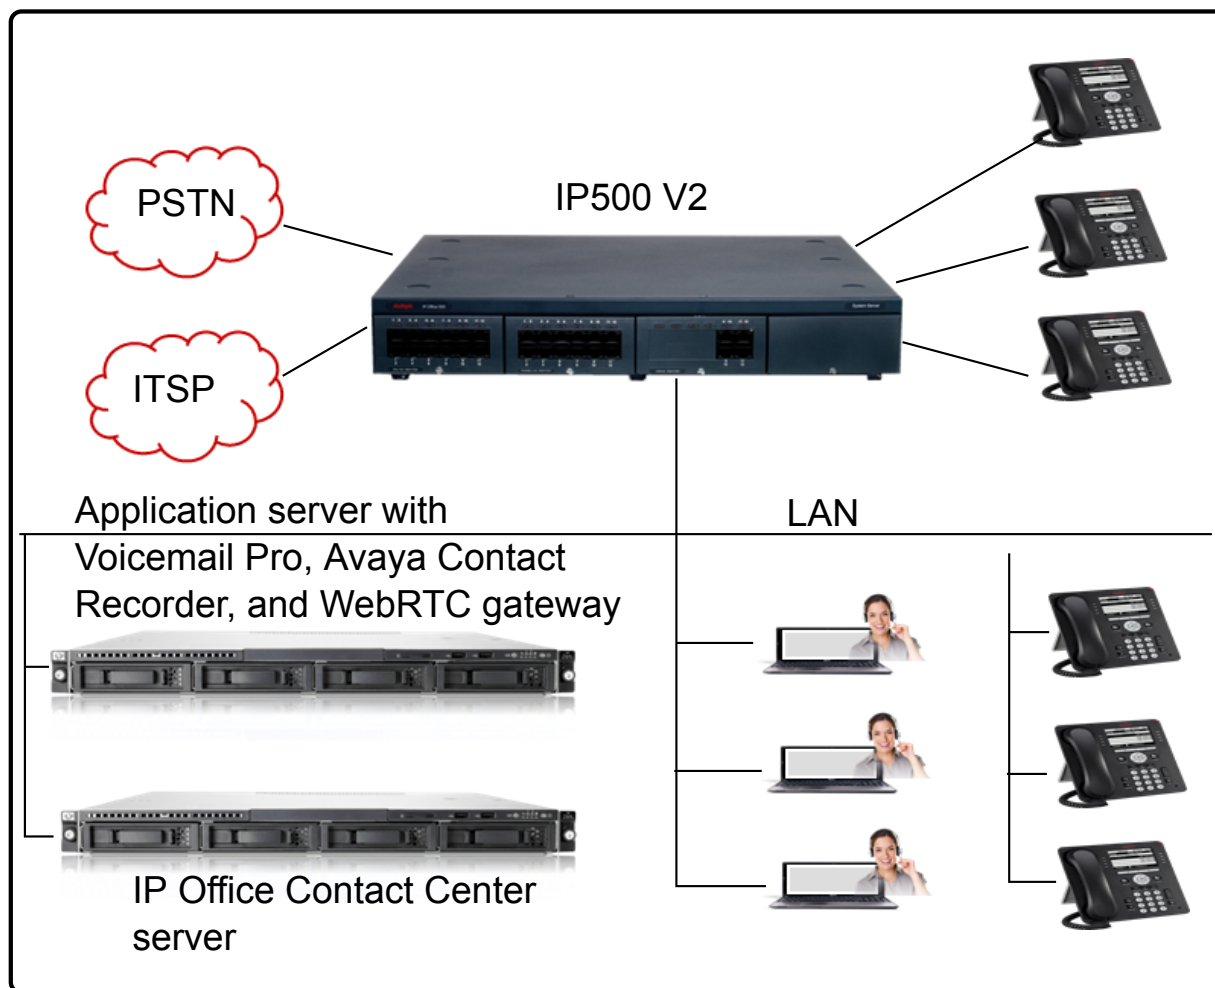 PSTN
IP500 V2
ITSP
Application server with
Voicemail Pro, Avaya Contact
Recorder, and WebRTC gateway
LAN
IP Office Contact Center
server